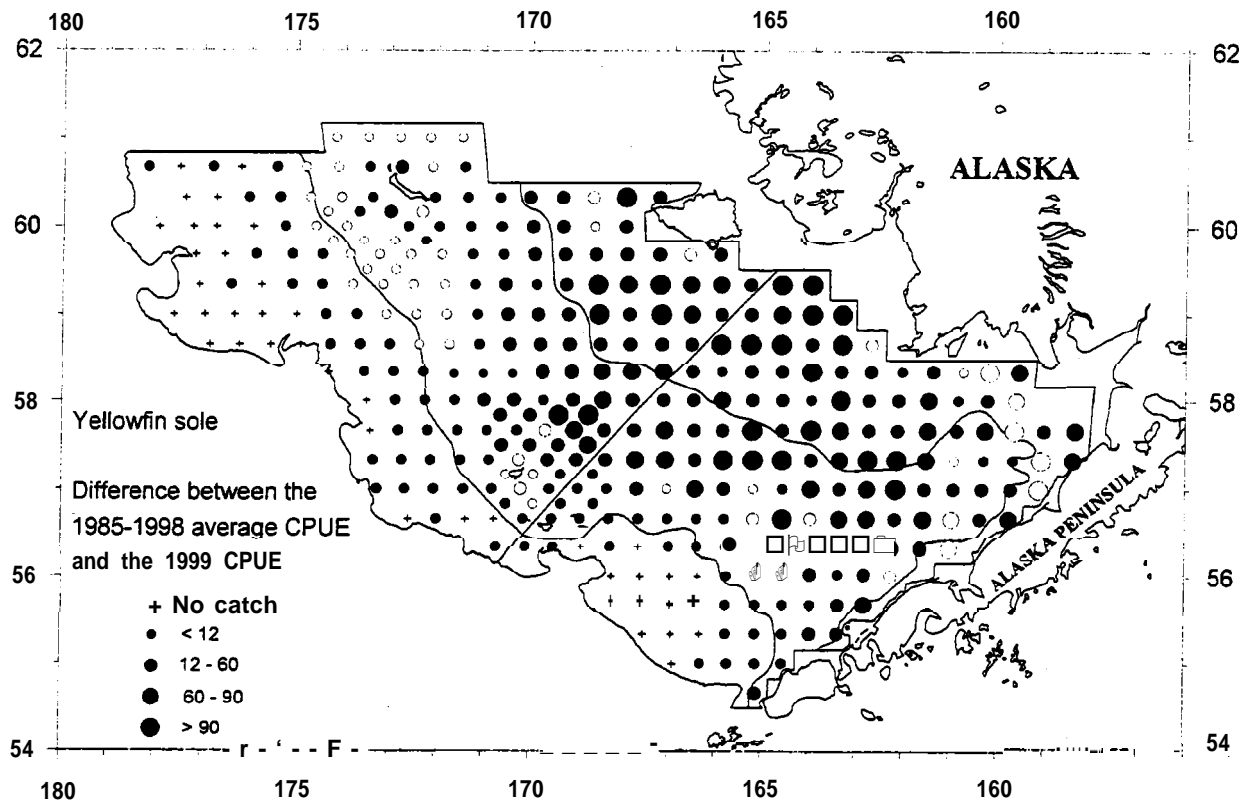 180 175 170 165 160
62 62
ALASKA
60 60
58 58
Yellowfin sole
Difference between the
1985-1998 average CPUE
and the 1999 CPUE
ALASKA PENINSULA
56 56
+ No catch
< 12
12 - 60
60 - 90
> 90
54 54
180 175 170 165 160